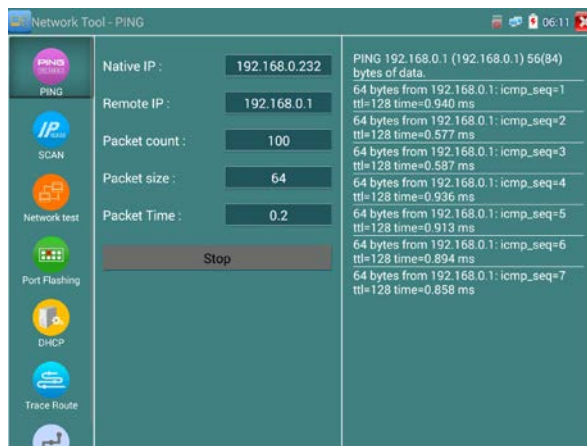 Network Tool - PING
06:11
PING
PING
Native IP :
192.168.0.232
Remote IP :
192.168.0.1
Packet count :
100
Packet size :
64
Packet Time :
0.2
Stop
IP
SCAN
Network test
Port Flashing
DHCP
Trace Route
PING 192.168.0.1 (192.168.0.1) 56(84)
bytes of data.
64 bytes from 192.168.0.1: icmp_seq=1
ttl=128 time=0.940 ms
64 bytes from 192.168.0.1: icmp_seq=2
ttl=128 time=0.577 ms
64 bytes from 192.168.0.1: icmp_seq=3
ttl=128 time=0.587 ms
64 bytes from 192.168.0.1: icmp_seq=4
ttl=128 time=0.936 ms
64 bytes from 192.168.0.1: icmp_seq=5
ttl=128 time=0.913 ms
64 bytes from 192.168.0.1: icmp_seq=6
ttl=128 time=0.894 ms
64 bytes from 192.168.0.1: icmp_seq=7
ttl=128 time=0.858 ms